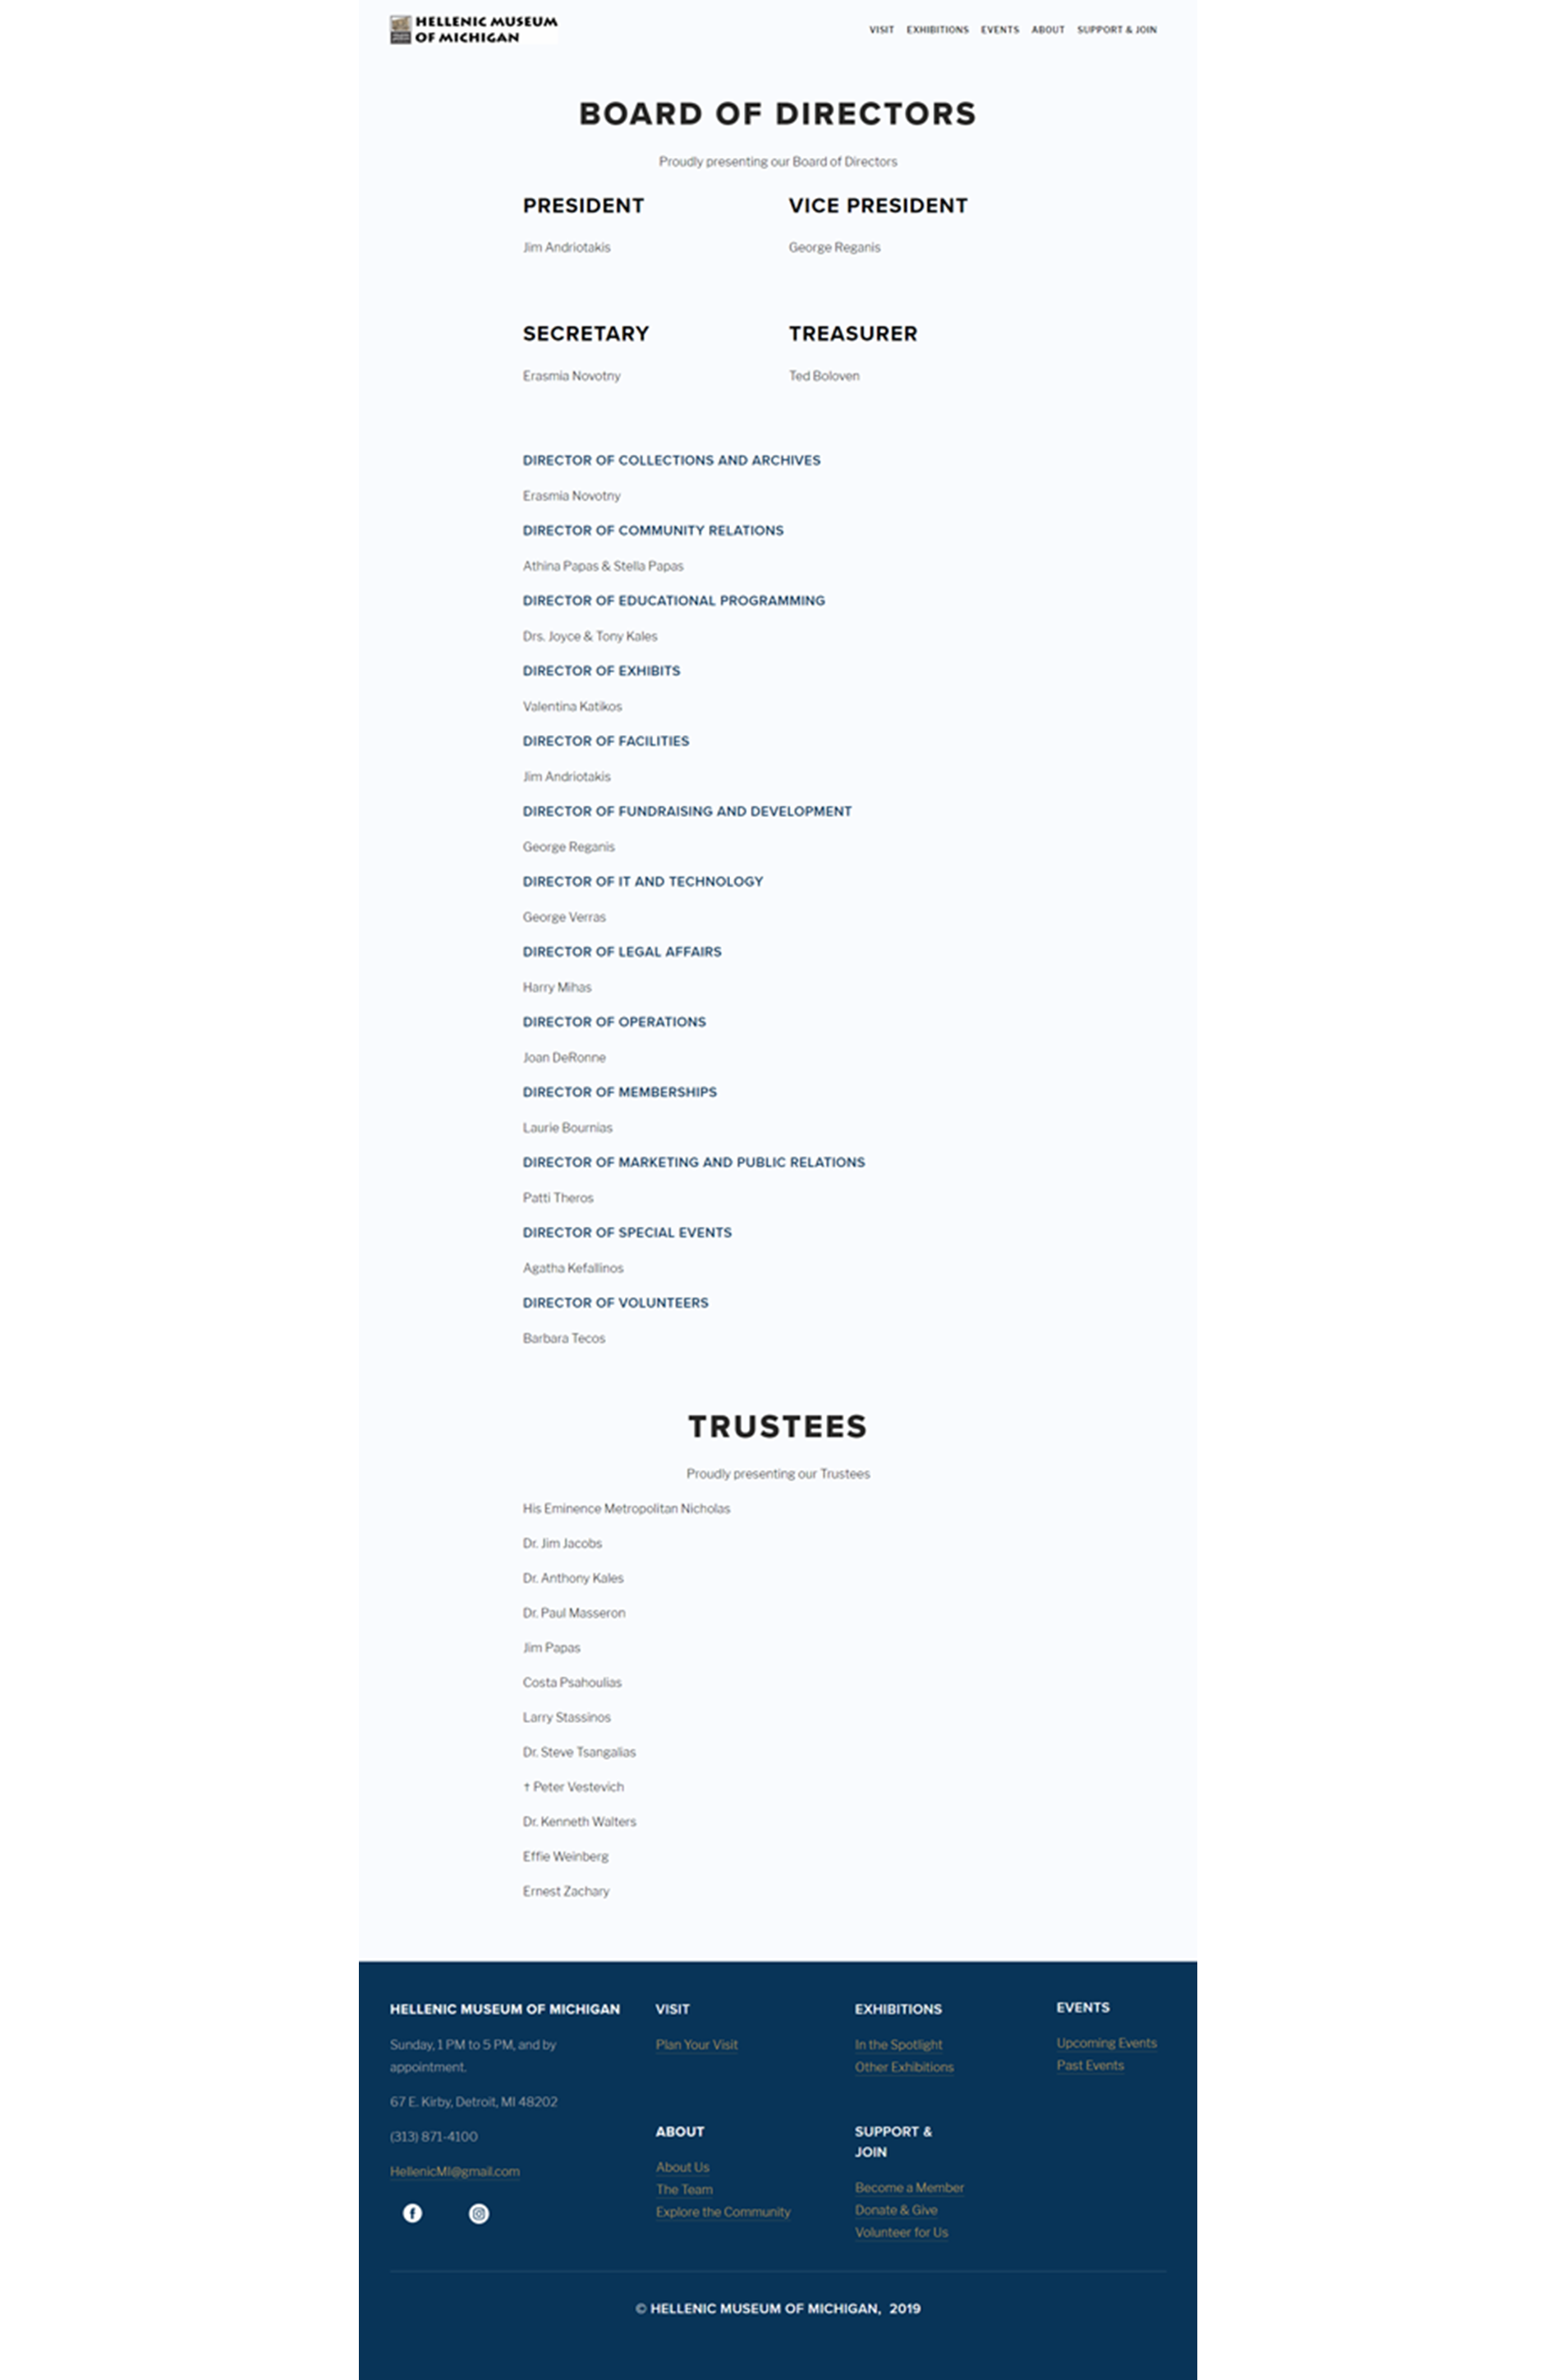 HELLENIC MUSEUM
OF MICHIGAN
VISIT EXHIBITIONS EVENTS ABOUT SUPPORT & JOIN
BOARD OF DIRECTORS
Proudly presenting our Board of Directors
PRESIDENT
Jim Andriotakis
VICE PRESIDENT
George Reganis
SECRETARY
Erasmia Novotny
TREASURER
Ted Boloven
DIRECTOR OF COLLECTIONS AND ARCHIVES
Erasmia Novotny
DIRECTOR OF COMMUNITY RELATIONS
Athina Papas & Stella Papas
DIRECTOR OF EDUCATIONAL PROGRAMMING
Drs. Joyce & Tony Kales
DIRECTOR OF EXHIBITS
Valentina Katikos
DIRECTOR OF FACILITIES
Jim Andriotakis
DIRECTOR OF FUNDRAISING AND DEVELOPMENT
George Reganis
DIRECTOR OF IT AND TECHNOLOGY
George Verras
DIRECTOR OF LEGAL AFFAIRS
Harry Mihas
DIRECTOR OF OPERATIONS
Joan DeRonne
DIRECTOR OF MEMBERSHIPS
Laurie Bournias
DIRECTOR OF MARKETING AND PUBLIC RELATIONS
Patti Theros
DIRECTOR OF SPECIAL EVENTS
Agatha Kefallinos
DIRECTOR OF VOLUNTEERS
Barbara Tecos
TRUSTEES
Proudly presenting our Trustees
His Eminence Metropolitan Nicholas
Dr. Jim Jacobs
Dr. Anthony Kales
Dr. Paul Masseron
Jim Papas
Costa Psahoulias
Larry Stassinos
Dr. Steve Tsangalias
† Peter Vestevich
Dr. Kenneth Walters
Effie Weinberg
Ernest Zachary
HELLENIC MUSEUM OF MICHIGAN
Sunday, 1 PM to 5 PM, and by
appointment.
67 E. Kirby, Detroit, MI 48202
(313) 871-4100
HellenicMI@gmail.com
VISIT
Plan Your Visit
EXHIBITIONS
In the Spotlight
Other Exhibitions
EVENTS
Upcoming Events
Past Events
ABOUT
About Us
The Team
Explore the Community
SUPPORT &
JOIN
Become a Member
Donate & Give
Volunteer for Us
© HELLENIC MUSEUM OF MICHIGAN, 2019